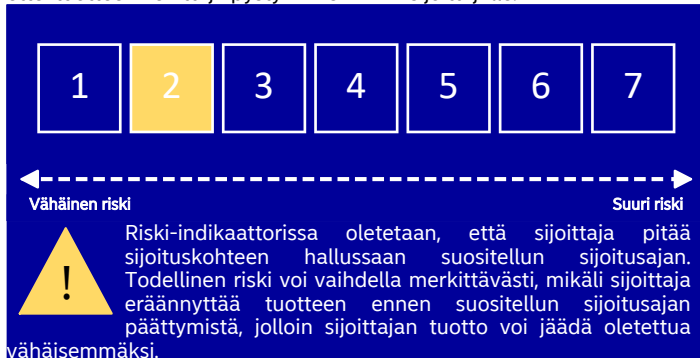 1 2 3 4 5 6 7
Vähäinen riski Suuri riski
Riski-indikaattorissa oletetaan, että sijoittaja pitää
sijoituskohteen hallussaan suositellun sijoitusajan.
Todellinen riski voi vaihdella merkittävästi, mikäli sijoittaja
! eräännyttää tuotteen ennen suositellun sijoitusajan
päättymistä, jolloin sijoittajan tuotto voi jäädä oletettua
vähäisemmäksi.